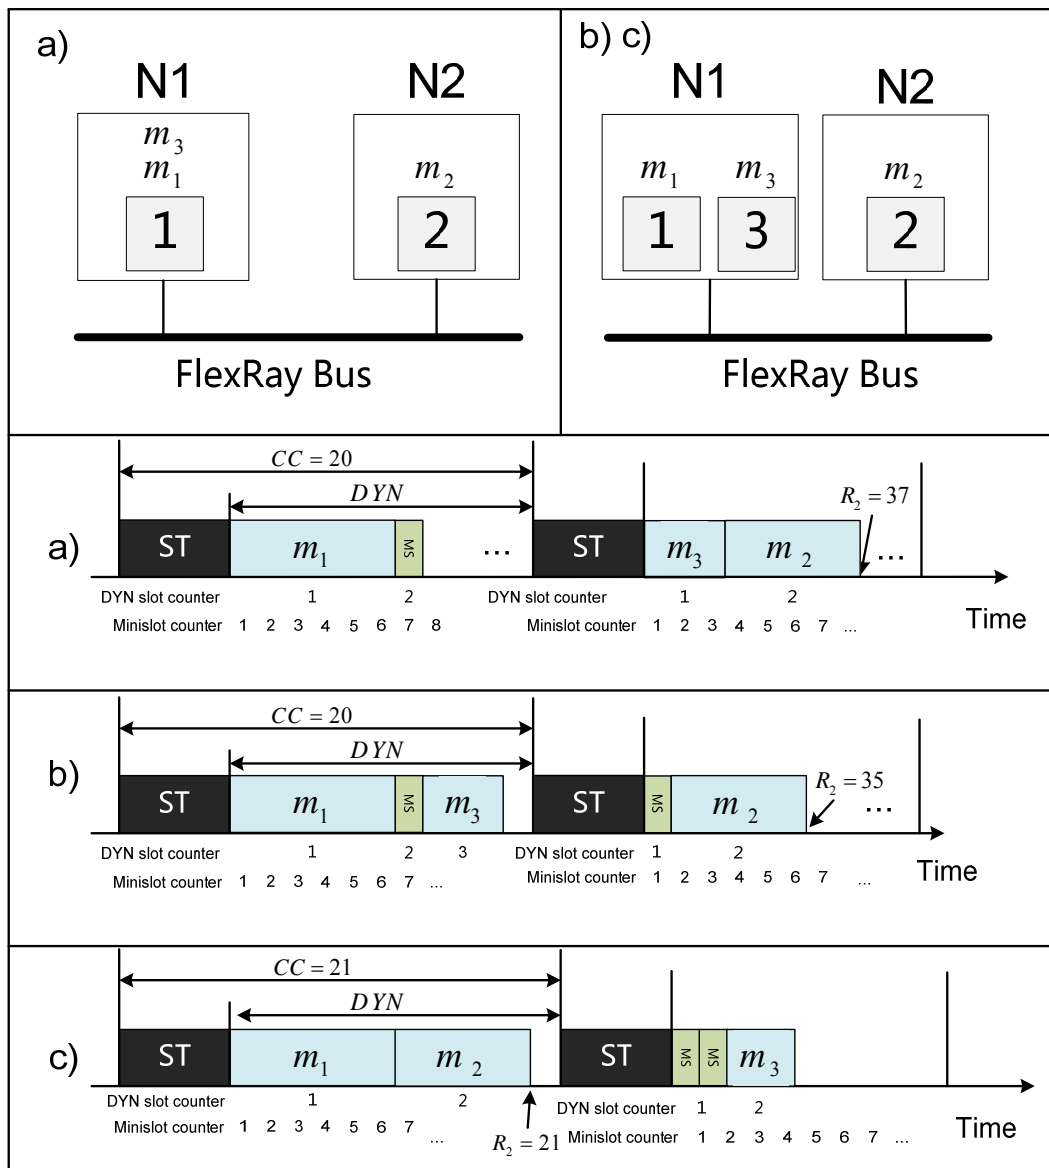 a)
N1 N2
m3
m1 m2
1 2
FlexRay Bus
b) c)
N1 N2
m1 m3 m2
1 3 2
FlexRay Bus
a)
CC = 20
DYN
R2 = 37
ST m1 MS ... ST m3 m2 ...
DYN slot counter 1 2 DYN slot counter 1 2
Minislot counter 1 2 3 4 5 6 7 8 Minislot counter 1 2 3 4 5 6 7 ...
Time
b)
CC = 20
DYN
R2 = 35
ST m1 MS m3 ST MS m2 ...
DYN slot counter 1 2 3 DYN slot counter 1 2
Minislot counter 1 2 3 4 5 6 7 ... Minislot counter 1 2 3 4 5 6 7 ...
Time
c)
CC = 21
DYN
ST m1 m2 ST MS MS m3
DYN slot counter 1 2 DYN slot counter 1 2
Minislot counter 1 2 3 4 5 6 7 ... Minislot counter 1 2 3 4 5 6 7 ...
R2 = 21
Time